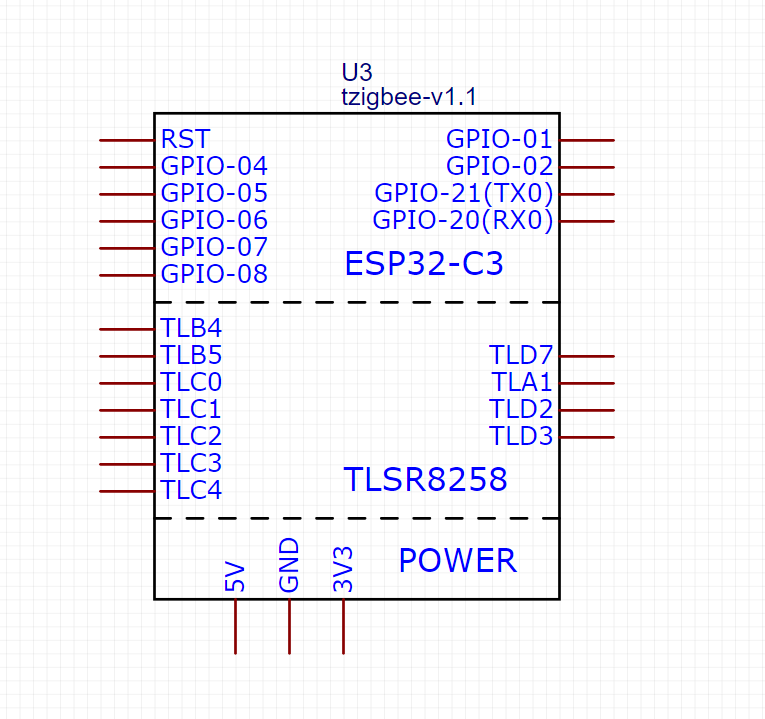 U3
tzigbee-v1.1
RST GPIO-01
GPIO-04 GPIO-02
GPIO-05 GPIO-21(TX0)
GPIO-06 GPIO-20(RX0)
GPIO-07
GPIO-08 ESP32-C3
TLB4
TLB5 TLD7
TLC0 TLA1
TLC1 TLD2
TLC2 TLD3
TLC3
TLC4 TLSR8258
5V GND 3V3 POWER